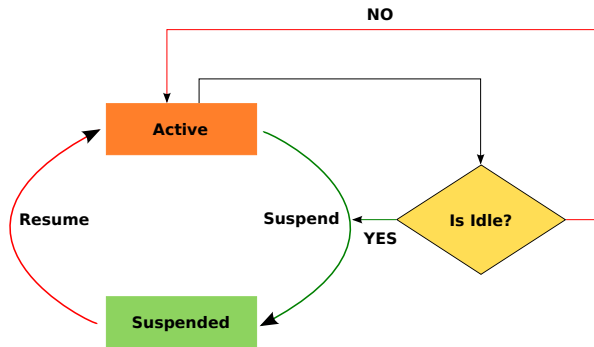 NO
Active
Resume
Suspend
Is Idle?
YES
Suspended